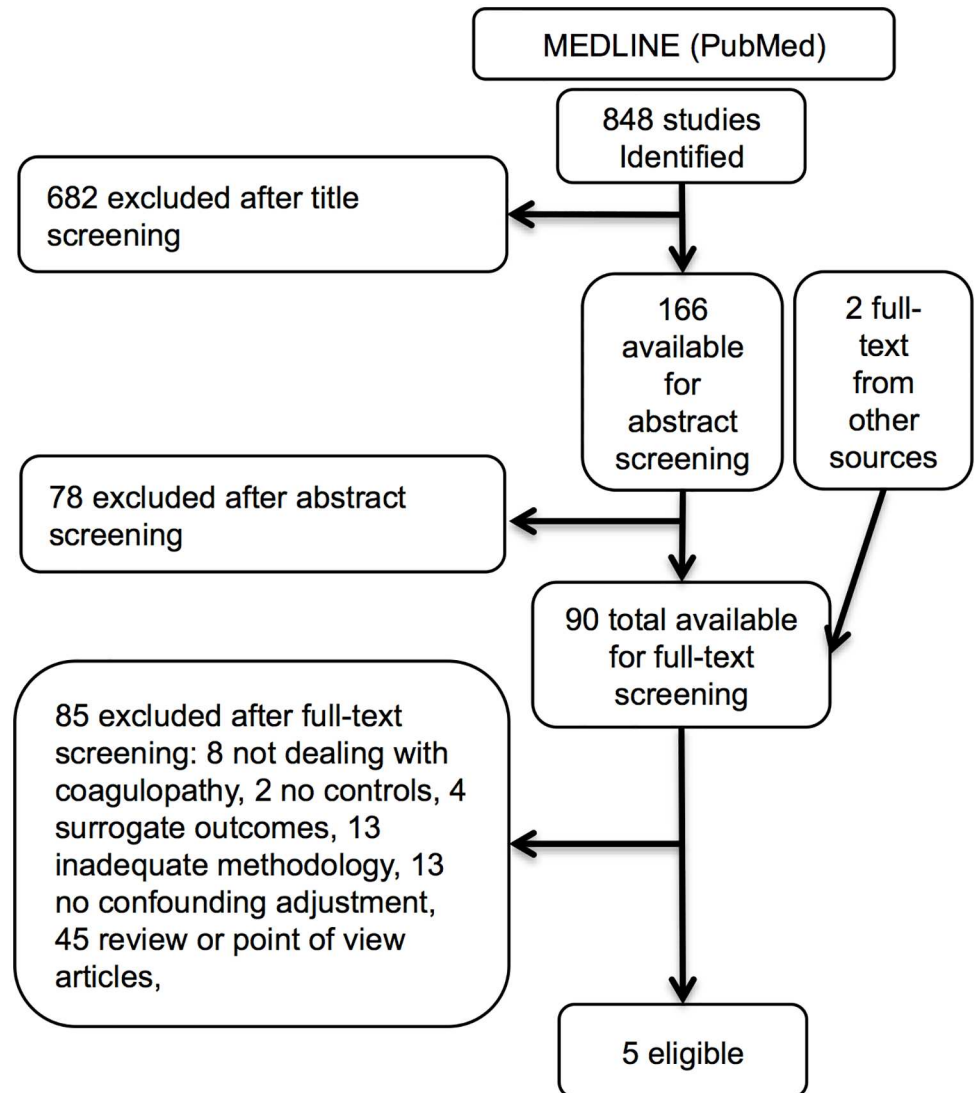 MEDLINE (PubMed)
848 studies
Identified
682 excluded after title
screening
166
available
for
abstract
screening
2 full-
text
from
other
sources
78 excluded after abstract
screening
90 total available
for full-text
screening
85 excluded after full-text
screening: 8 not dealing with
coagulopathy, 2 no controls, 4
surrogate outcomes, 13
inadequate methodology, 13
no confounding adjustment,
45 review or point of view
articles,
5 eligible